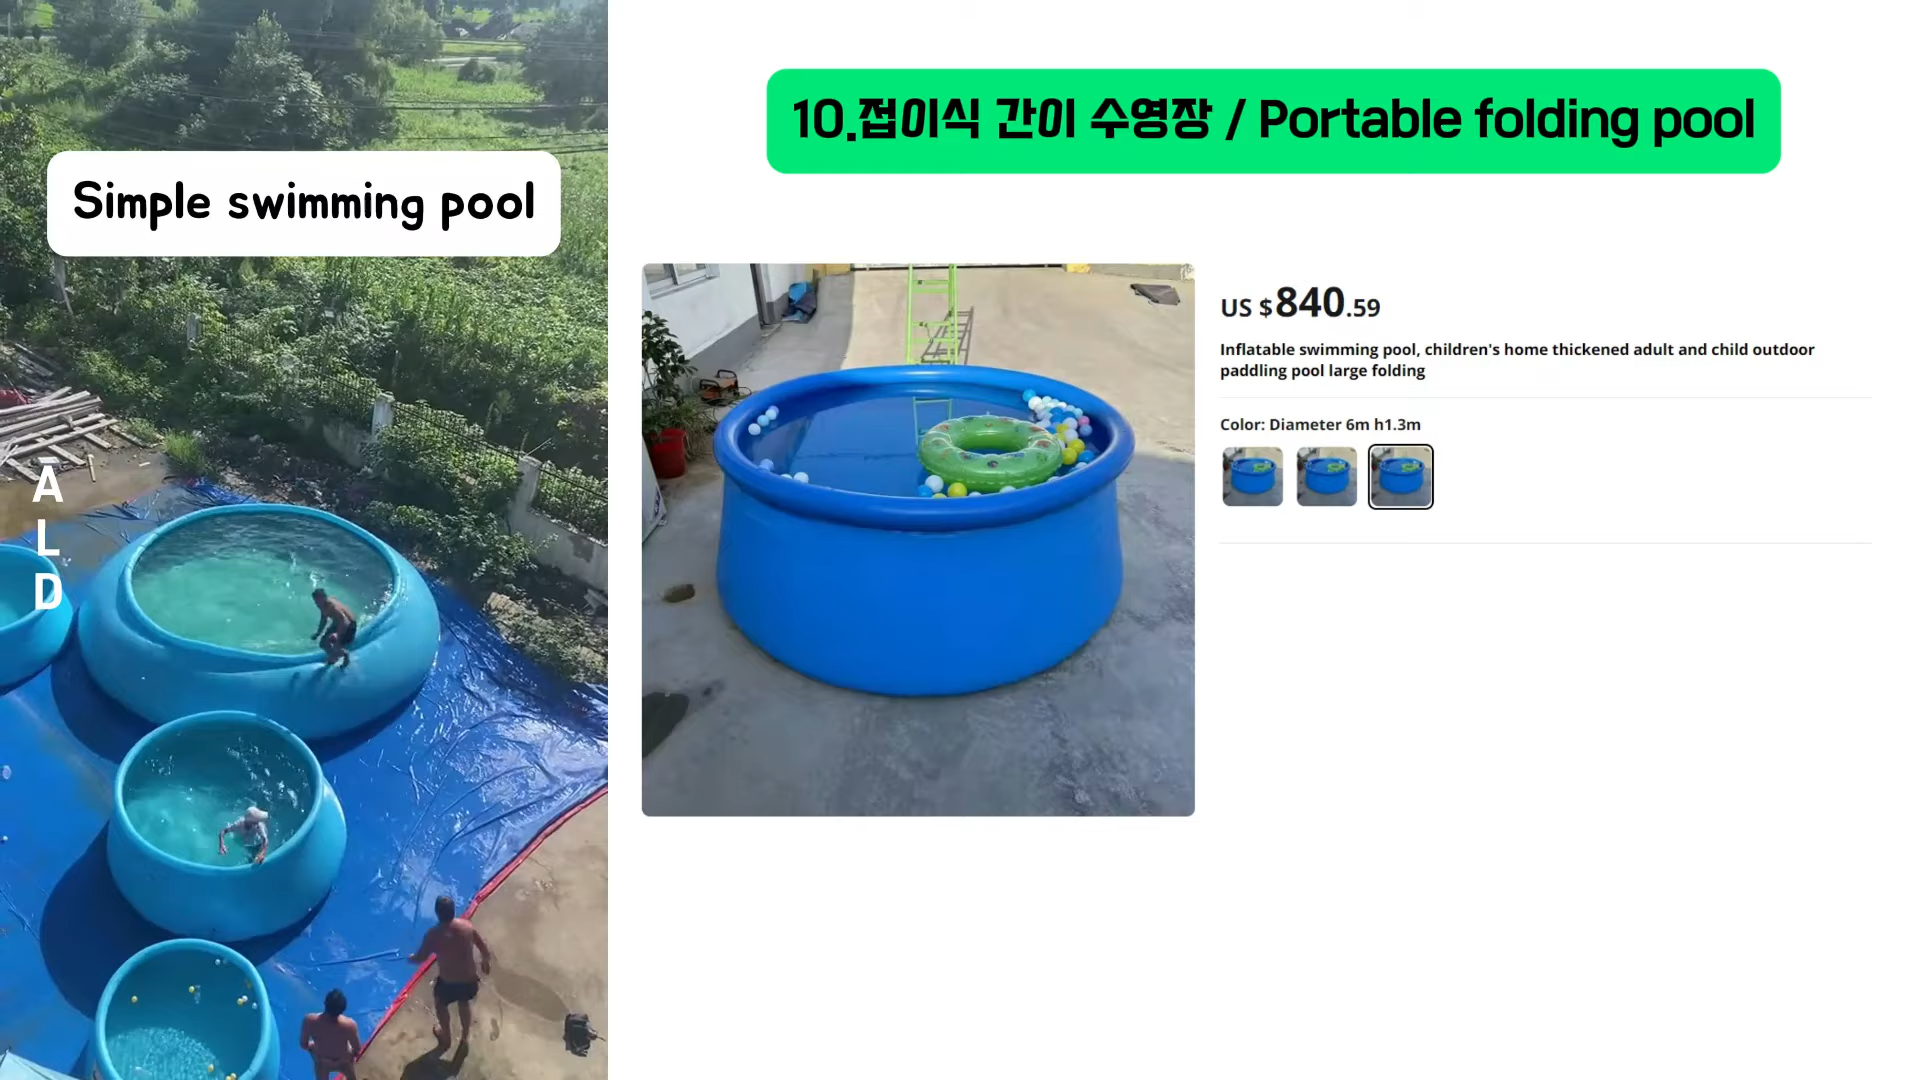 Simple swimming pool
ALD
10.접이식 간이 수영장 / Portable folding pool
US $840.59
Inflatable swimming pool, children's home thickened adult and child outdoor
paddling pool large folding
Color: Diameter 6m h1.3m